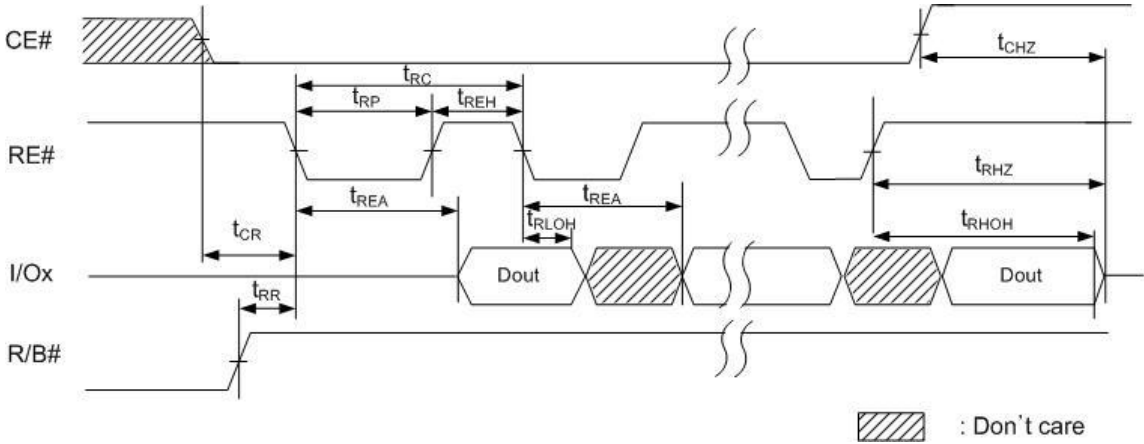 CE#
tCHZ
tRC
tRP
tREH
RE#
tREA
tREA
tRHZ
tRLOH
tRHOH
tCR
I/Ox
Dout
Dout
tRR
R/B#
: Don`t care